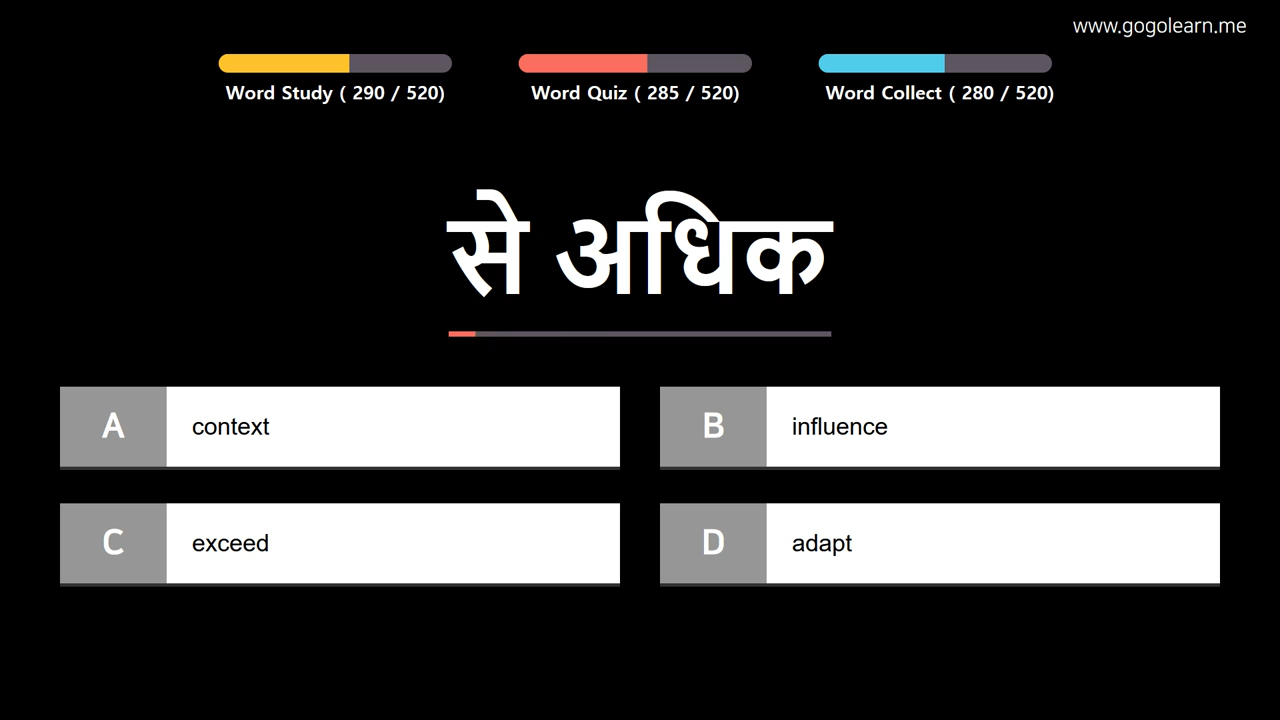 www.gogolearn.me
Word Study ( 290 / 520)
Word Quiz ( 285 / 520)
Word Collect ( 280 / 520)
से अधिक
A
context
B
influence
C
exceed
D
adapt